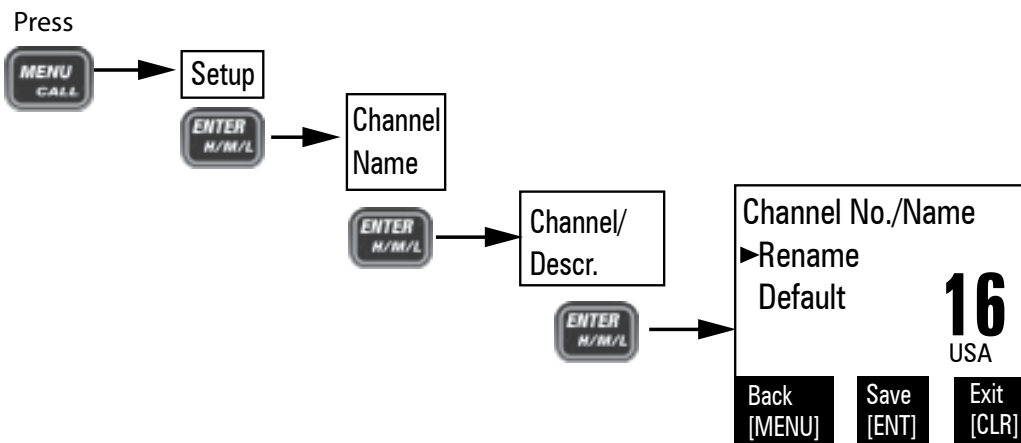 Press
MENU
CALL
Setup
ENTER
H/M/L
Channel
Name
ENTER
H/M/L
Channel/
Descr.
ENTER
H/M/L
Channel No./Name
►Rename
Default
16
USA
Back
[MENU]
Save
[ENT]
Exit
[CLR]